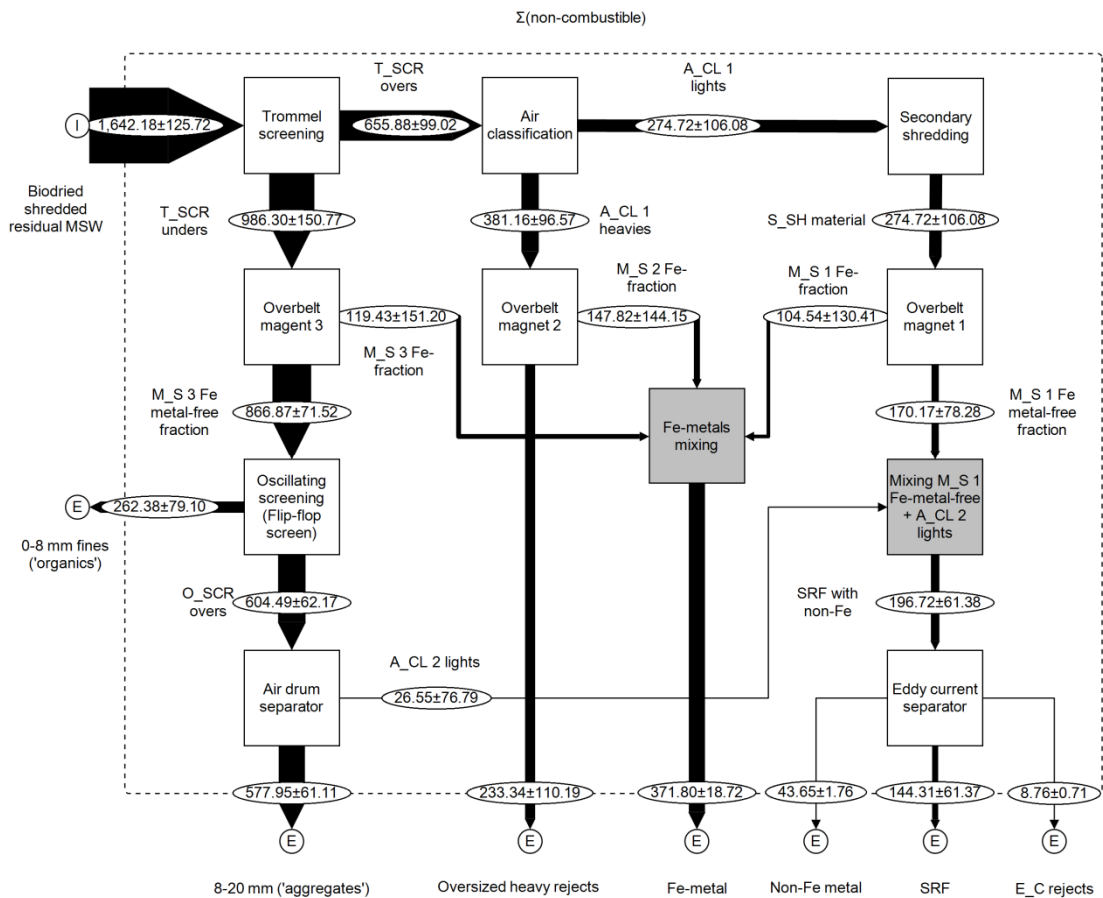 Σ(non-combustible)
I
1,642.18±125.72
Biodried
shredded
residual MSW
Trommel
screening
T_SCR
overs
655.88±99.02
Air
classification
A_CL 1
lights
274.72±106.08
Secondary
shredding
T_SCR
unders
986.30±150.77
381.16±96.57
A_CL 1
heavies
S_SH material
274.72±106.08
Overbelt
magent 3
119.43±151.20
M_S 3 Fe-
fraction
Overbelt
magnet 2
M_S 2 Fe-
fraction
147.82±144.15
M_S 1 Fe-
fraction
104.54±130.41
Overbelt
magnet 1
M_S 3 Fe
metal-free
fraction
866.87±71.52
Fe-metals
mixing
170.17±78.28
M_S 1 Fe
metal-free
fraction
E
262.38±79.10
0-8 mm fines
('organics')
Oscillating
screening
(Flip-flop
screen)
Mixing M_S 1
Fe-metal-free
+ A_CL 2
lights
O_SCR
overs
604.49±62.17
SRF with
non-Fe
196.72±61.38
Air drum
separator
A_CL 2 lights
26.55±76.79
Eddy current
separator
577.95±61.11
233.34±110.19
371.80±18.72
43.65±1.76
144.31±61.37
8.76±0.71
E
E
E
E
E
E
8-20 mm ('aggregates')
Oversized heavy rejects
Fe-metal
Non-Fe metal
SRF
E_C rejects